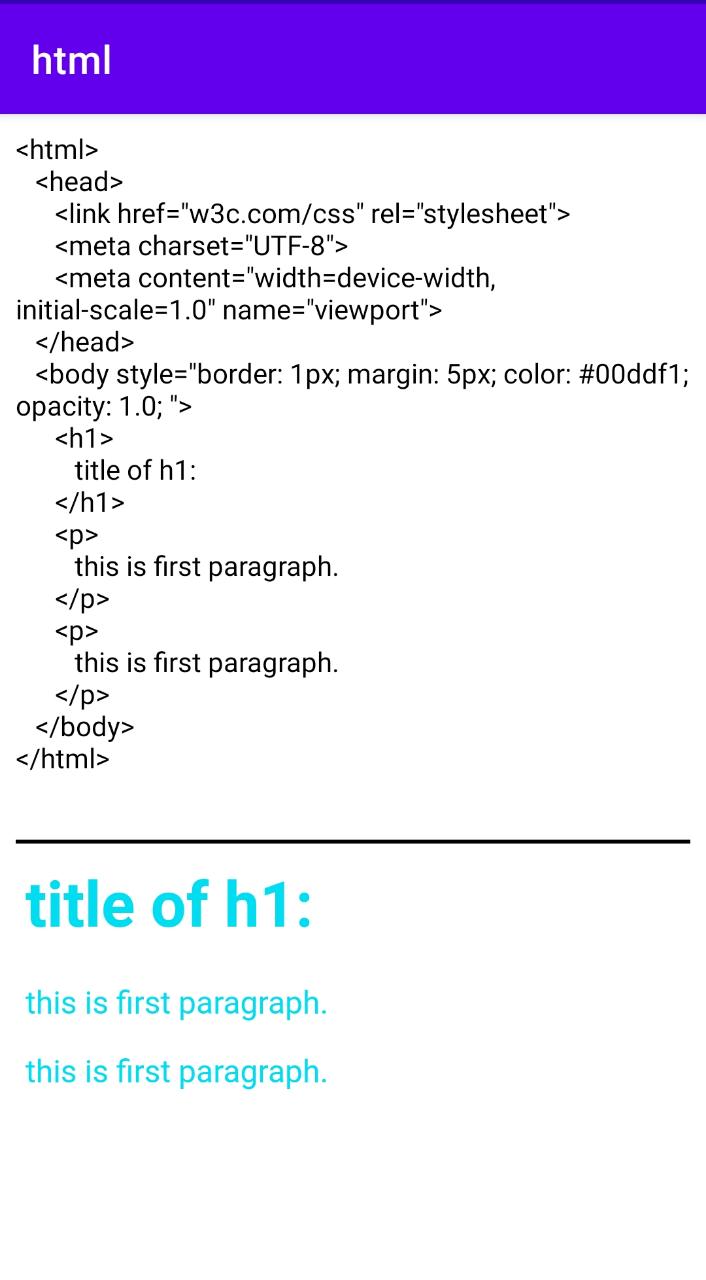 html
<html>
<head>
<link href="w3c.com/css" rel="stylesheet">
<meta charset="UTF-8">
<meta content="width=device-width,
initial-scale=1.0" name="viewport">
</head>
<body style="border: 1px; margin: 5px; color: #00ddf1;
opacity: 1.0; ">
<h1>
title of h1:
</h1>
<p>
this is first paragraph.
</p>
<p>
this is first paragraph.
</p>
</body>
</html>
title of h1:
this is first paragraph.
this is first paragraph.